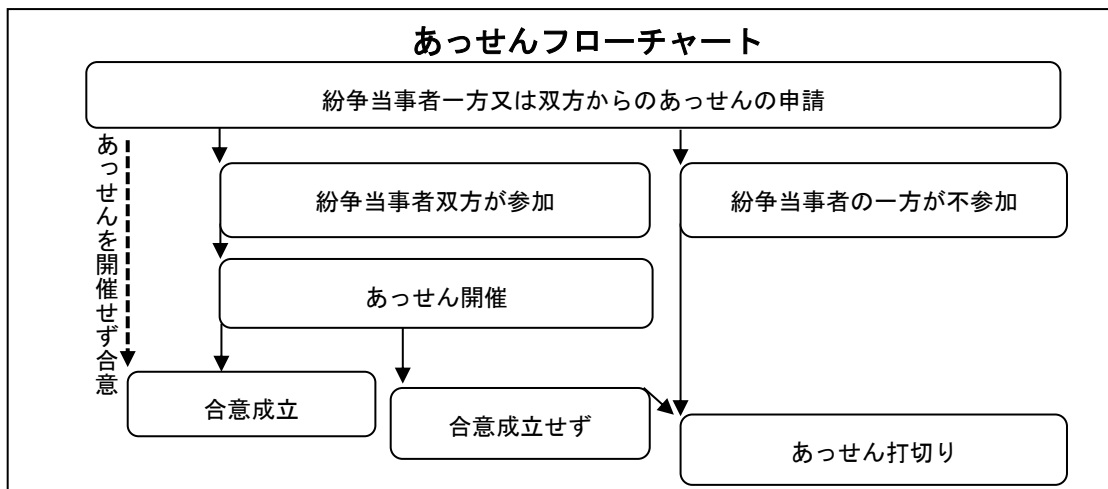 あっせんフローチャート
紛争当事者一方又は双方からのあっせんの申請
あっせんを開催せず合意
紛争当事者双方が参加
紛争当事者の一方が不参加
あっせん開催
合意成立
合意成立せず
あっせん打切り